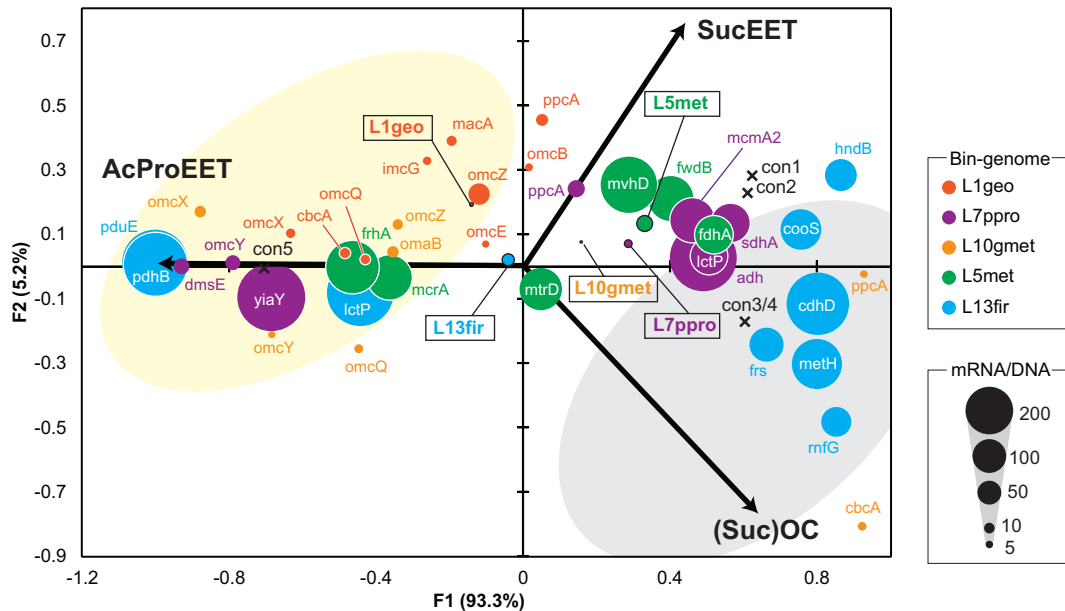 0.7
0.5
0.3
0.1
-0.1
-0.3
-0.5
-0.7
-0.9
F2 (5.2%)
-1.2
-0.8
-0.4
0
0.4
0.8
F1 (93.3%)
SucEET
AcProEET
(Suc)OC
L1geo
L5met
L10gmet
L7ppro
L13fir
ppcA
macA
imcG
omcZ
omcB
ppcA
omcE
mcmA2
fwdB
mvhD
con1
con2
hndB
cooS
sdhA
fdhA
lctP
adh
ppcA
con3/4
cdhD
metH
frs
rnfG
cbcA
mtrD
omcX
pduE
pdhB
dmsE
omcY
con5
omcX
cbcA
omcQ
frhA
omcZ
omaB
mcrA
lctP
yiaY
omcY
omcQ
Bin-genome
L1geo
L7ppro
L10gmet
L5met
L13fir
mRNA/DNA
200
100
50
10
5